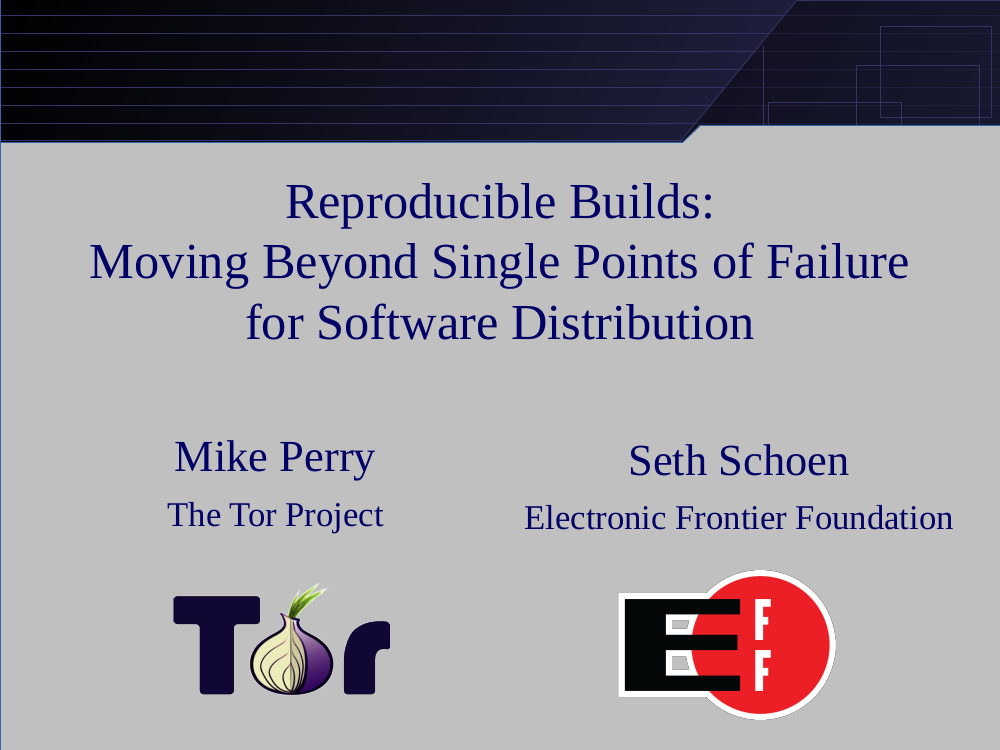 Reproducible Builds:
Moving Beyond Single Points of Failure
for Software Distribution
Mike Perry
The Tor Project
Seth Schoen
Electronic Frontier Foundation
Tor
EFF